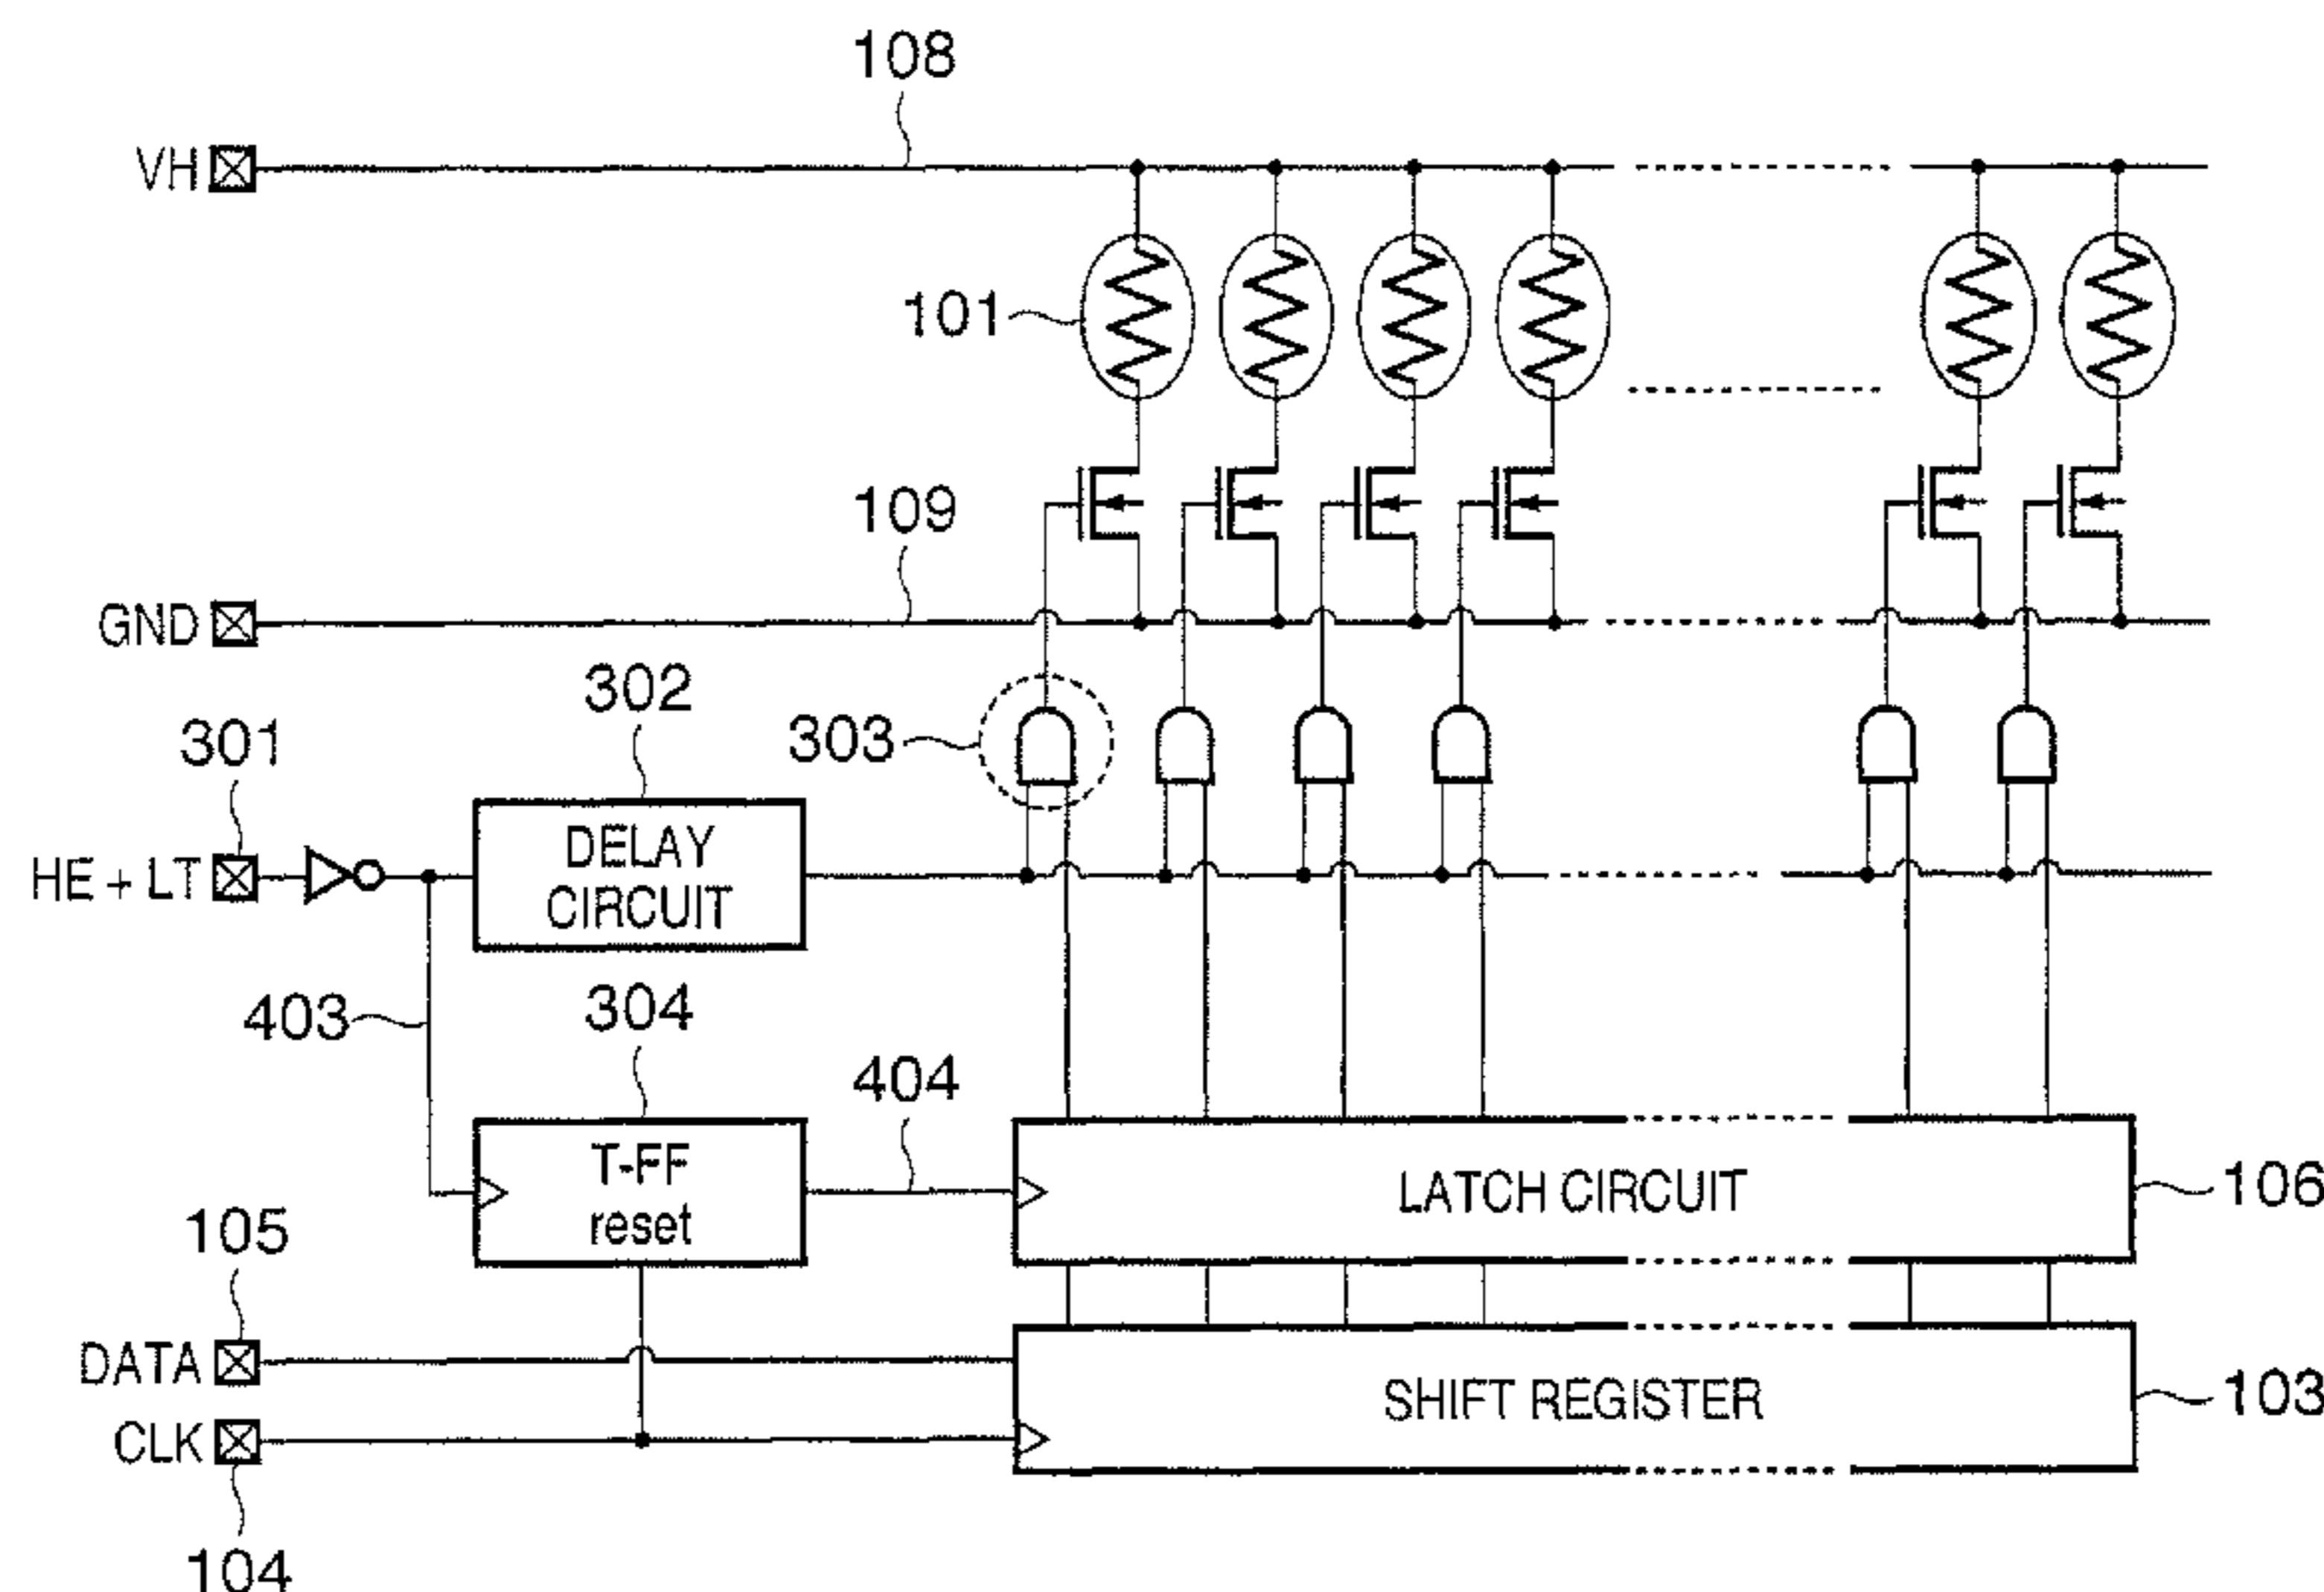 108
VH
101
109
GND
302
303
301
HE + LT
DELAY
CIRCUIT
403
304
404
T-FF
reset
LATCH CIRCUIT
106
105
DATA
SHIFT REGISTER
103
CLK
104